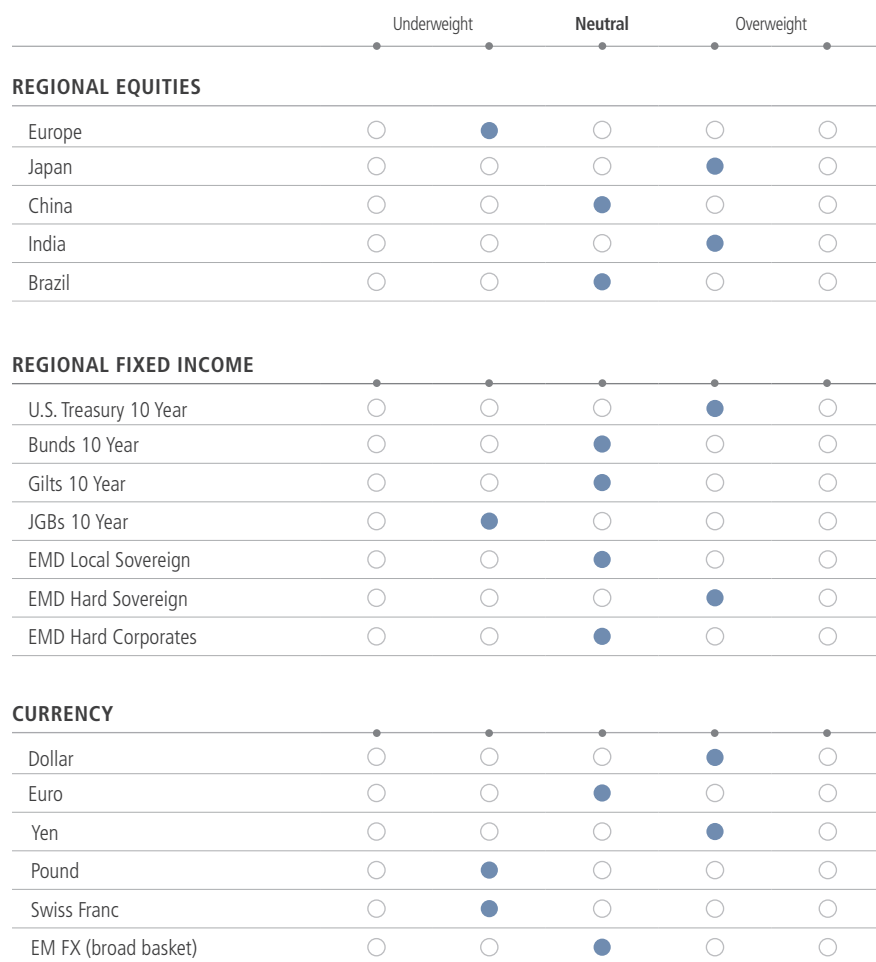 Underweight Neutral Overweight
REGIONAL EQUITIES
Europe
Japan
China
India
Brazil
REGIONAL FIXED INCOME
U.S. Treasury 10 Year
Bunds 10 Year
Gilts 10 Year
JGBs 10 Year
EMD Local Sovereign
EMD Hard Sovereign
EMD Hard Corporates
CURRENCY
Dollar
Euro
Yen
Pound
Swiss Franc
EM FX (broad basket)